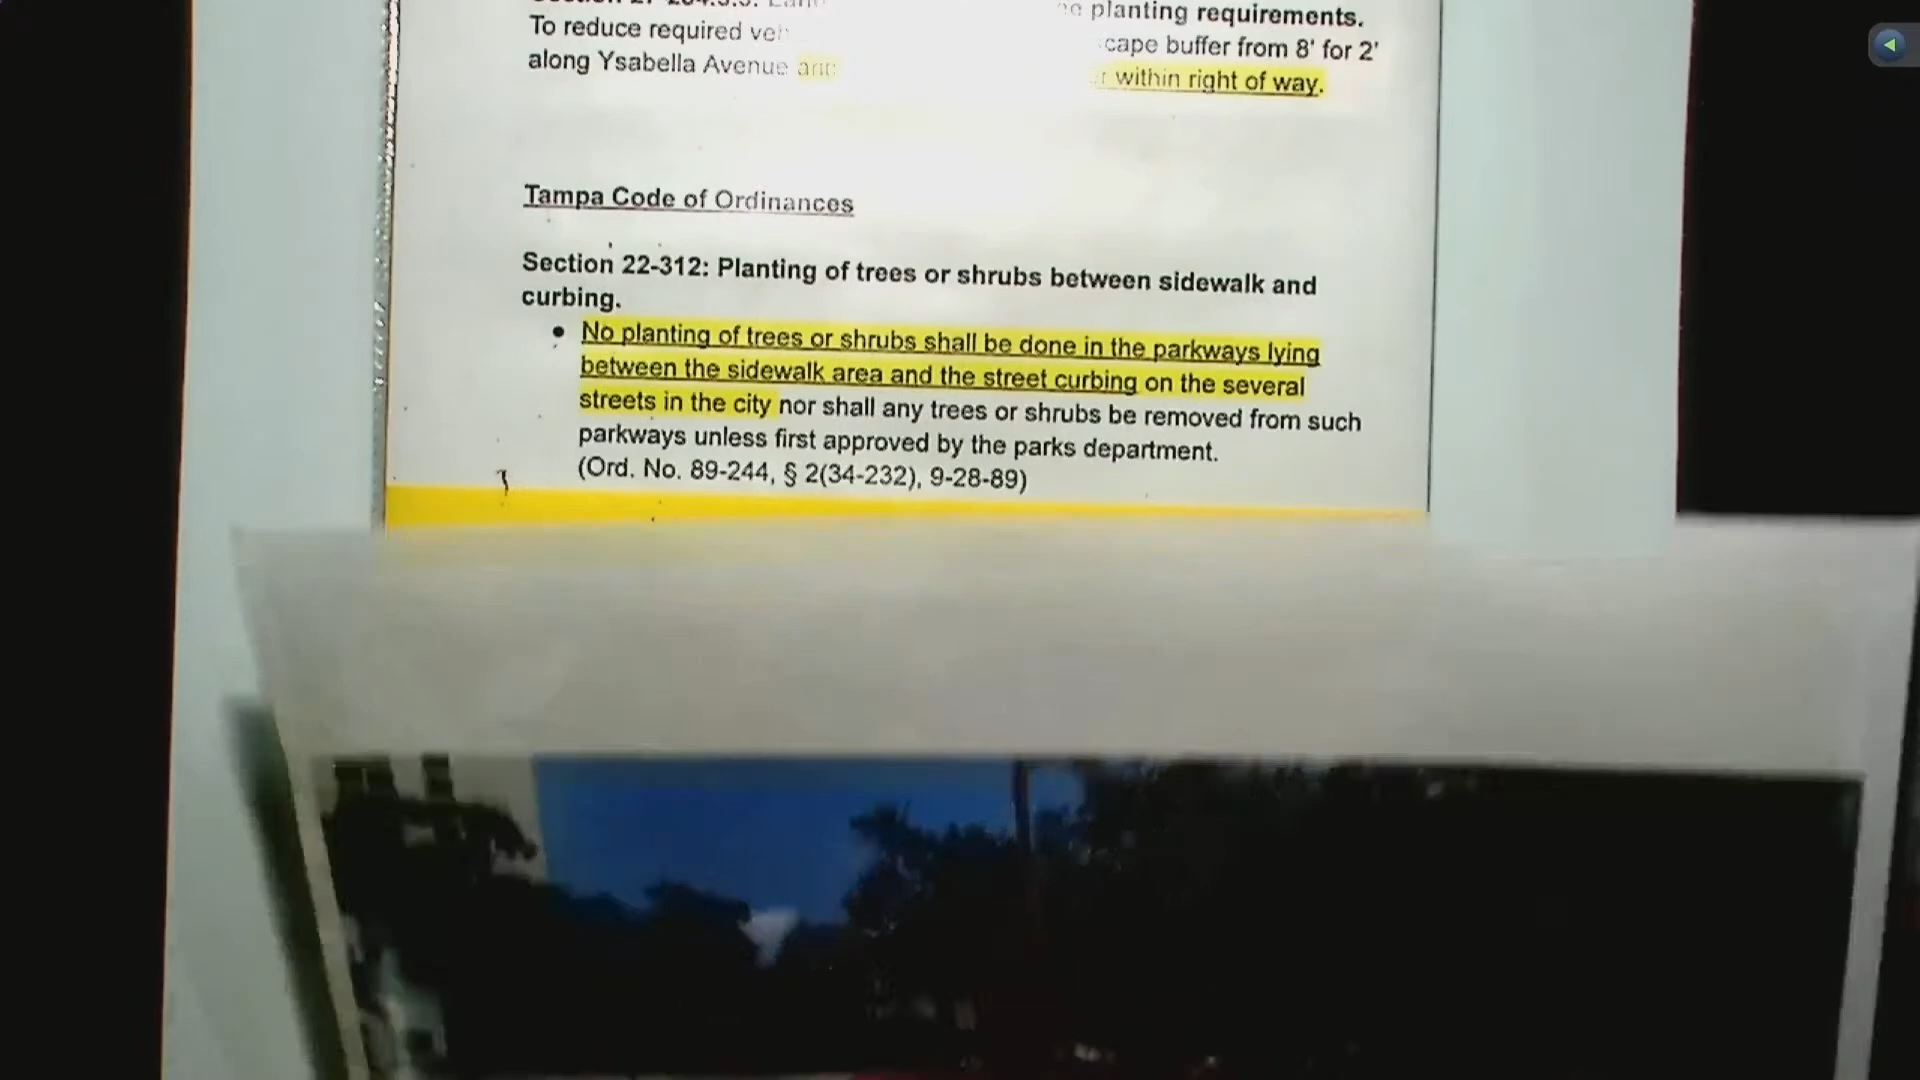 planting requirements.
To reduce required cape buffer from 8' for 2'
along Ysabella Avenue within right of way.
Tampa Code of Ordinances
Section 22-312: Planting of trees or shrubs between sidewalk and
curbing.
• No planting of trees or shrubs shall be done in the parkways lying
between the sidewalk area and the street curbing on the several
streets in the city nor shall any trees or shrubs be removed from such
parkways unless first approved by the parks department.
(Ord. No. 89-244, § 2(34-232), 9-28-89)